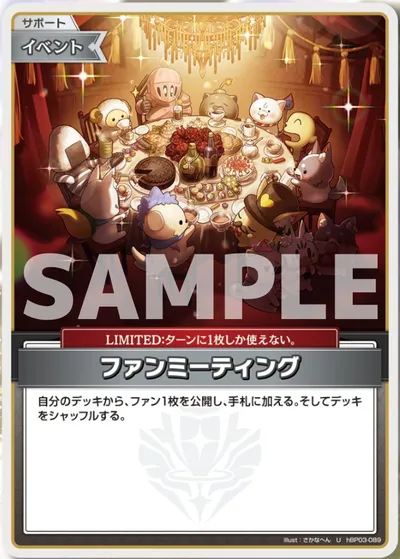 サポート
イベント
SAMPLE
LIMITED:ターンに1枚しか使えない。
ファンミーティング
自分のデッキから、ファン1枚を公開し、手札に加える。そしてデッキ
をシャッフルする。
illust：さかなへん U hBP03-089